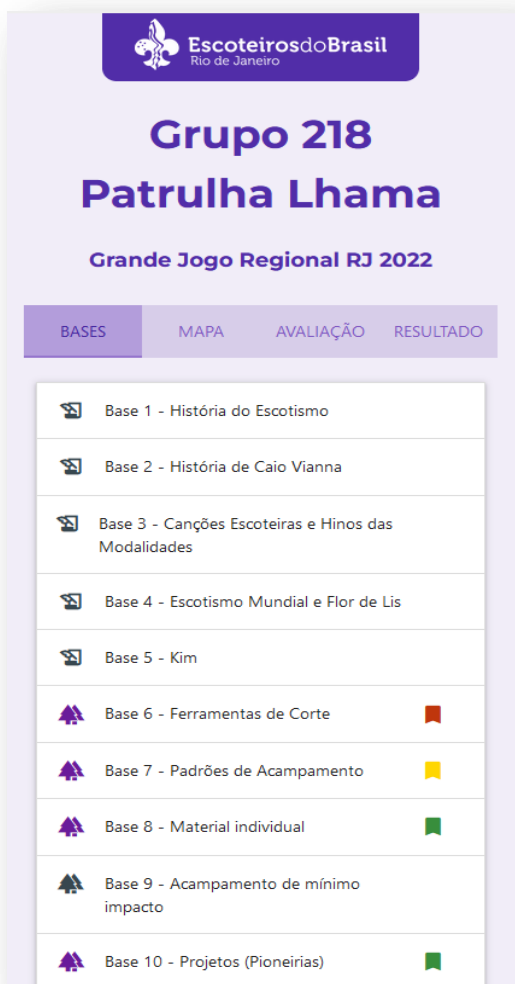 EscoteirosdoBrasil
Rio de Janeiro
Grupo 218
Patrulha Lhama
Grande Jogo Regional RJ 2022
BASES MAPA AVALIAÇÃO RESULTADO
Base 1 - História do Escotismo
Base 2 - História de Caio Vianna
Base 3 - Canções Escoteiras e Hinos das
Modalidades
Base 4 - Escotismo Mundial e Flor de Lis
Base 5 - Kim
Base 6 - Ferramentas de Corte
Base 7 - Padrões de Acampamento
Base 8 - Material individual
Base 9 - Acampamento de mínimo
impacto
Base 10 - Projetos (Pioneirias)